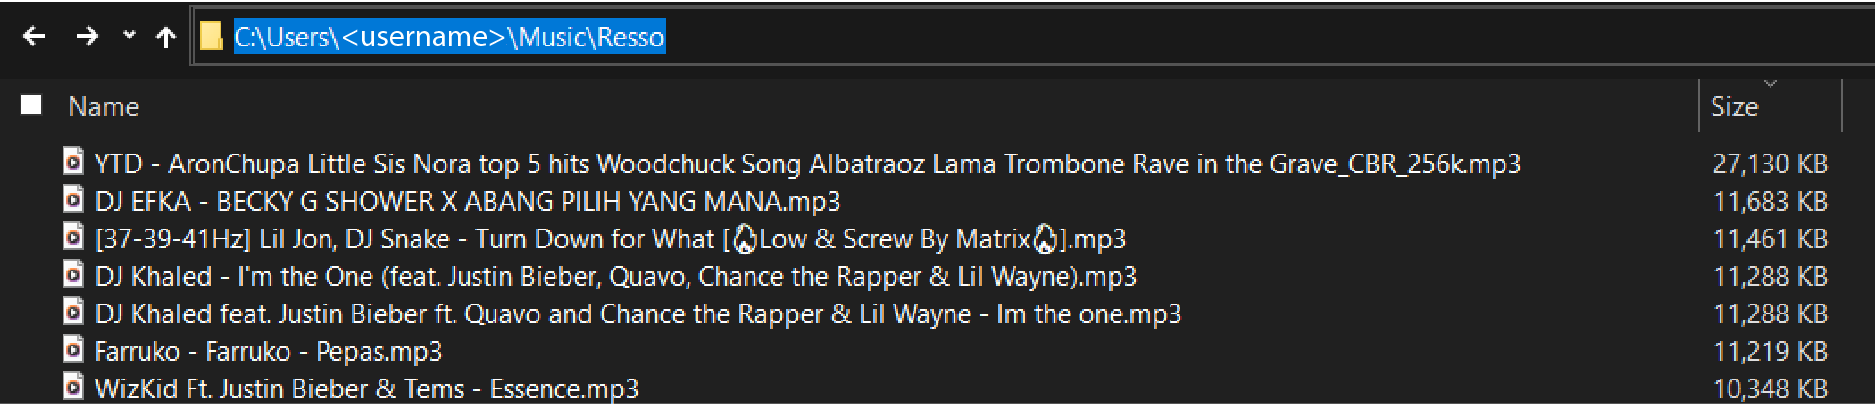 C:\Users\<username>\Music\Resso
Name Size
YTD - AronChupa Little Sis Nora top 5 hits Woodchuck Song Albatraoz Lama Trombone Rave in the Grave_CBR_256k.mp3 27,130 KB
DJ EFKA - BECKY G SHOWER X ABANG PILIH YANG MANA.mp3 11,683 KB
[37-39-41Hz] Lil Jon, DJ Snake - Turn Down for What [🔥Low & Screw By Matrix🔥].mp3 11,461 KB
DJ Khaled - I'm the One (feat. Justin Bieber, Quavo, Chance the Rapper & Lil Wayne).mp3 11,288 KB
DJ Khaled feat. Justin Bieber ft. Quavo and Chance the Rapper & Lil Wayne - Im the one.mp3 11,288 KB
Farruko - Farruko - Pepas.mp3 11,219 KB
WizKid Ft. Justin Bieber & Tems - Essence.mp3 10,348 KB